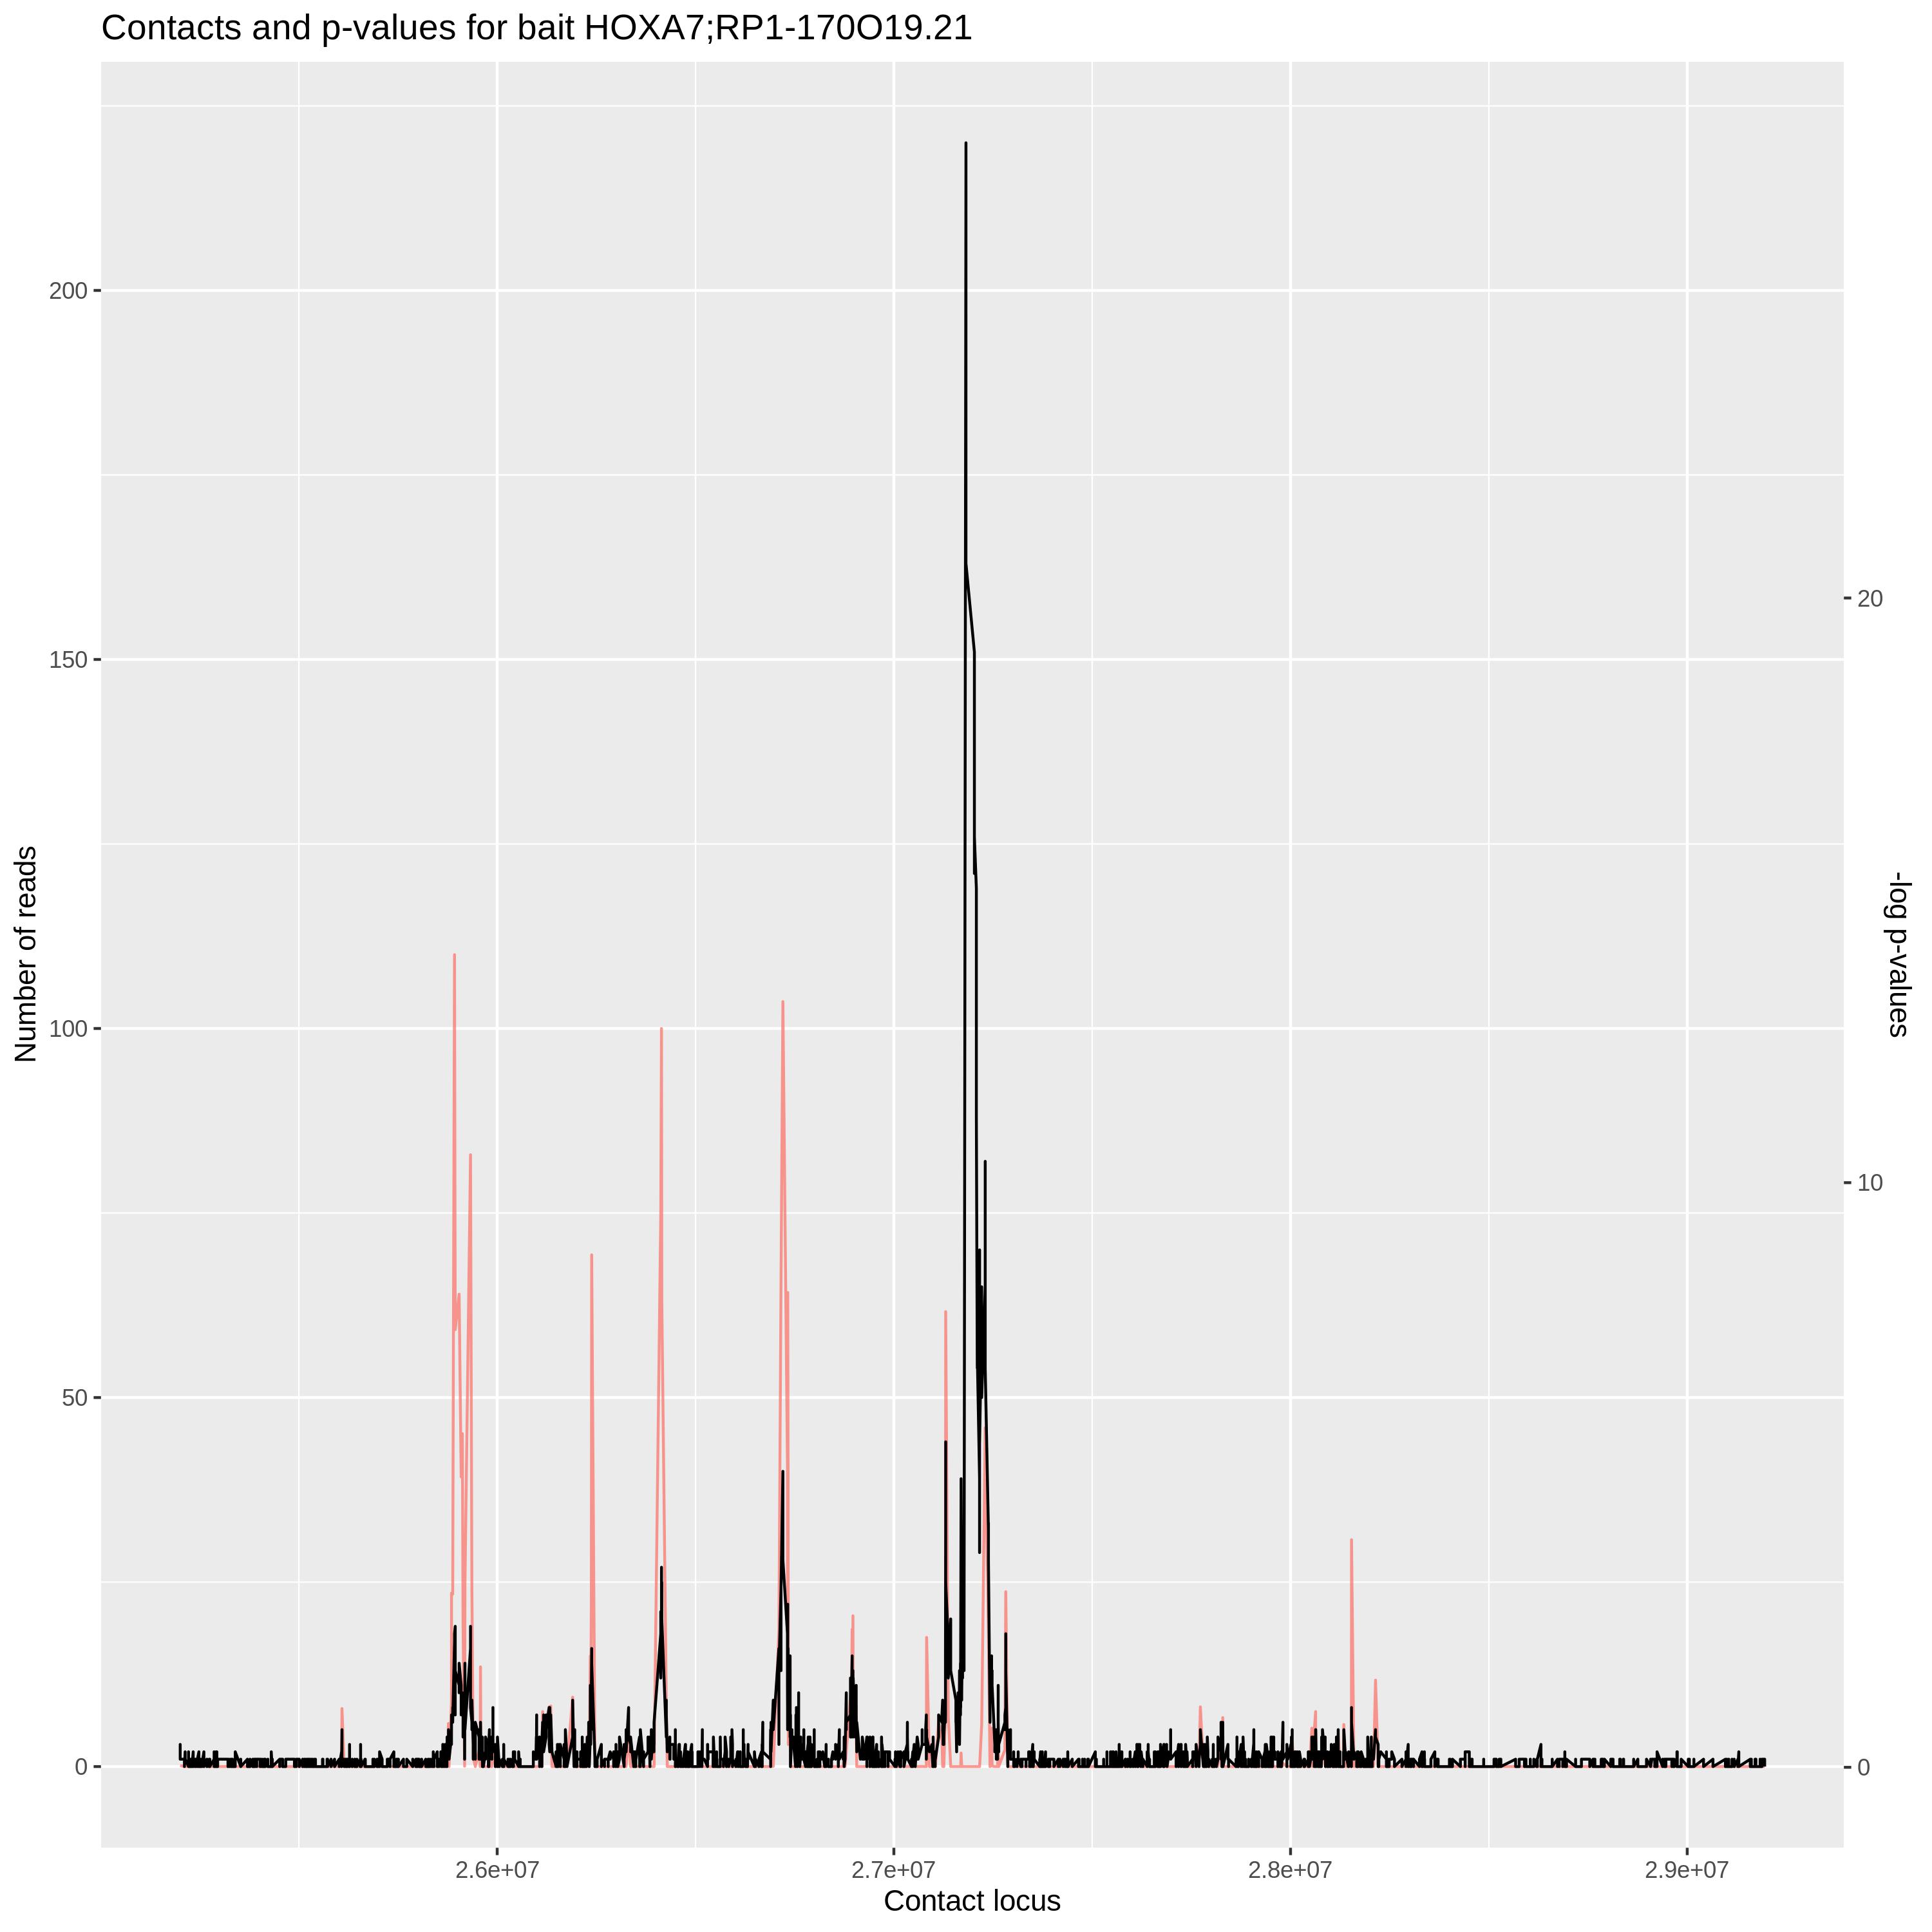 Contacts and p-values for bait HOXA7;RP1-170O19.21
Number of reads
200
150
100
50
0
20
10
0
-log p-values
2.6e+07 2.7e+07 2.8e+07 2.9e+07
Contact locus